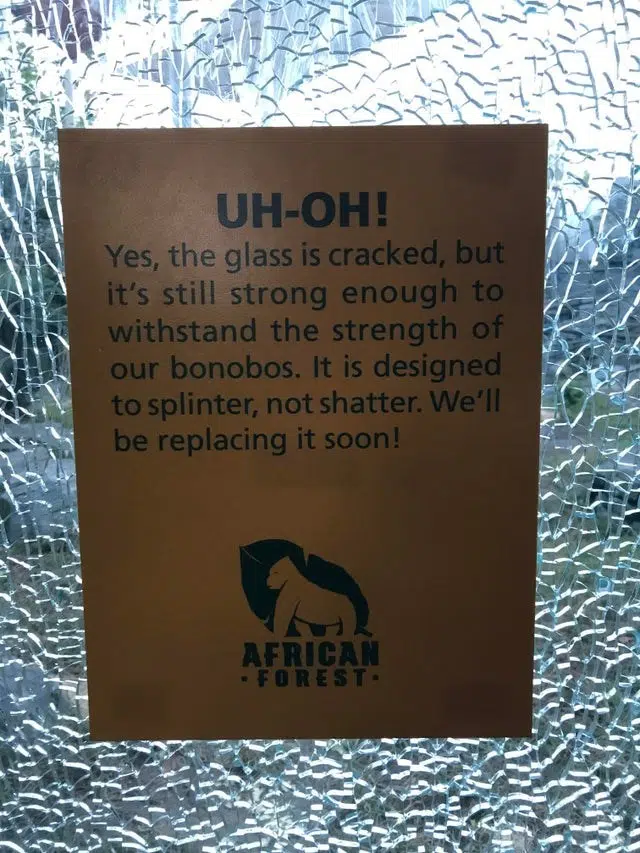 UH-OH!
Yes, the glass is cracked, but
it's still strong enough to
withstand the strength of
our bonobos. It is designed
to splinter, not shatter. We'll
be replacing it soon!
AFRICAN
· FOREST ·